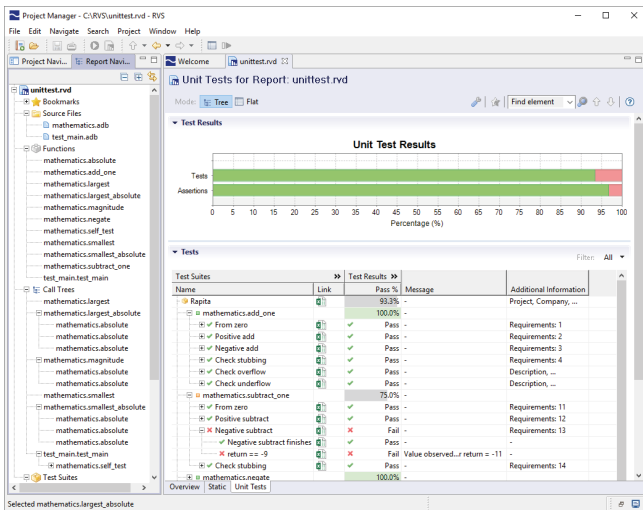 Project Manager - C:\RVS\unittest.rvd - RVS
File Edit Navigate Search Project Window Help
Project Navi... Report Navi...
Welcome unittest.rvd
unittest.rvd
Bookmarks
Source Files
mathematics.adb
test_main.adb
Functions
mathematics.absolute
mathematics.add_one
mathematics.largest
mathematics.largest_absolute
mathematics.magnitude
mathematics.negate
mathematics.self_test
mathematics.smallest
mathematics.smallest_absolute
mathematics.subtract_one
test_main.test_main
Call Trees
mathematics.largest
mathematics.largest_absolute
mathematics.absolute
mathematics.absolute
mathematics.absolute
mathematics.magnitude
mathematics.absolute
mathematics.smallest
mathematics.smallest_absolute
mathematics.absolute
mathematics.absolute
mathematics.absolute
test_main.test_main
mathematics.self_test
Test Suites
Unit Tests for Report: unittest.rvd
Mode: Tree Flat Find element
Test Results
Unit Test Results
Tests
Assertions
0 5 10 15 20 25 30 35 40 45 50 55 60 65 70 75 80 85 90 95 100
Percentage (%)
Tests
Filter: All
Test Suites » Test Results »
Name Link Pass % Message Additional Information
Rapita 93.3% - Project, Company, ...
mathematics.add_one 100.0% -
From zero Pass - Requirements: 1
Positive add Pass - Requirements: 2
Negative add Pass - Requirements: 3
Check stubbing Pass - Requirements: 4
Check overflow Pass - Description, ...
Check underflow Pass - Description, ...
mathematics.subtract_one 75.0% -
From zero Pass - Requirements: 11
Positive subtract Pass - Requirements: 12
Negative subtract Fail - Requirements: 13
Negative subtract finishes Pass - -
return == -9 Fail Value observed...r return = -11 -
Check stubbing Pass - Requirements: 14
mathematics.negate 100.0% -
Overview Static Unit Tests
Selected mathematics.largest_absolute